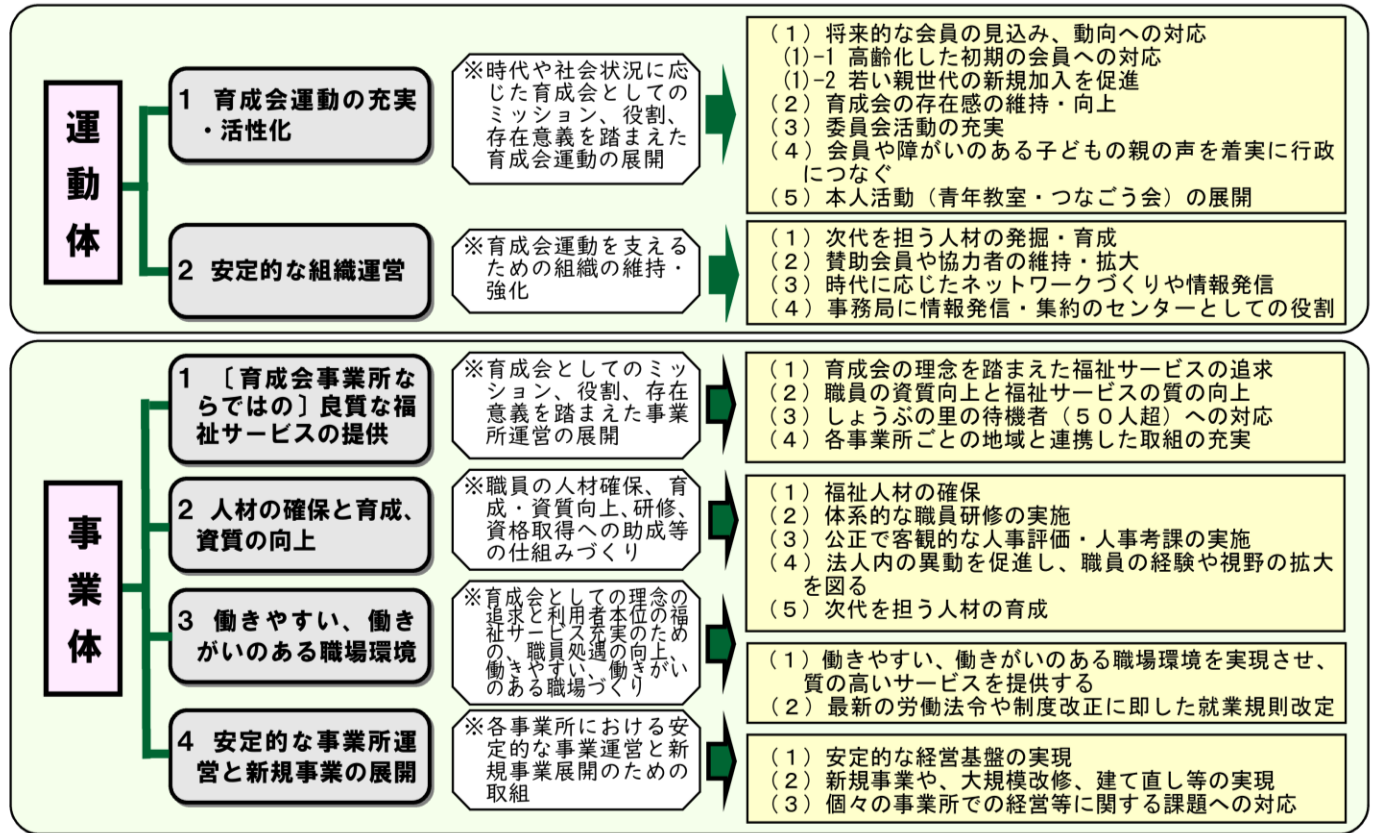 運動体
1 育成会運動の充実
・活性化
※時代や社会状況に応
じた育成会としての
ミッション、役割、
存在意義を踏まえた
育成会運動の展開
(1)将来的な会員の見込み、動向への対応
(1)-1 高齢化した初期の会員への対応
(1)-2 若い親世代の新規加入を促進
(2)育成会の存在感の維持・向上
(3)委員会活動の充実
(4)会員や障がいのある子どもの親の声を着実に行政
につなぐ
(5)本人活動(青年教室・つなごう会)の展開
2 安定的な組織運営
※育成会運動を支える
ための組織の維持・
強化
(1)次代を担う人材の発掘・育成
(2)賛助会員や協力者の維持・拡大
(3)時代に応じたネットワークづくりや情報発信
(4)事務局に情報発信・集約のセンターとしての役割
事業体
1 〔育成会事業所な
らではの〕良質な福
祉サービスの提供
※育成会としてのミッ
ション、役割、存在
意義を踏まえた事業
所運営の展開
(1)育成会の理念を踏まえた福祉サービスの追求
(2)職員の資質向上と福祉サービスの質の向上
(3)しょうぶの里の待機者(50人超)への対応
(4)各事業所ごとの地域と連携した取組の充実
2 人材の確保と育成、
資質の向上
※職員の人材確保、育
成・資質向上、研修、
資格取得への助成等
の仕組みづくり
(1)福祉人材の確保
(2)体系的な職員研修の実施
(3)公正で客観的な人事評価・人事考課の実施
(4)法人内の異動を促進し、職員の経験や視野の拡大
を図る
(5)次代を担う人材の育成
3 働きやすい、働き
がいのある職場環境
※育成会としての理念の
追求と利用者本位の福
祉サービス充実のため
の、職員処遇の向上、
働きやすい、働きがい
のある職場づくり
(1)働きやすい、働きがいのある職場環境を実現させ、
質の高いサービスを提供する
(2)最新の労働法令や制度改正に即した就業規則改定
4 安定的な事業所運
営と新規事業の展開
※各事業所における安
定的な事業運営と新
規事業展開のための
取組
(1)安定的な経営基盤の実現
(2)新規事業や、大規模改修、建て直し等の実現
(3)個々の事業所での経営等に関する課題への対応